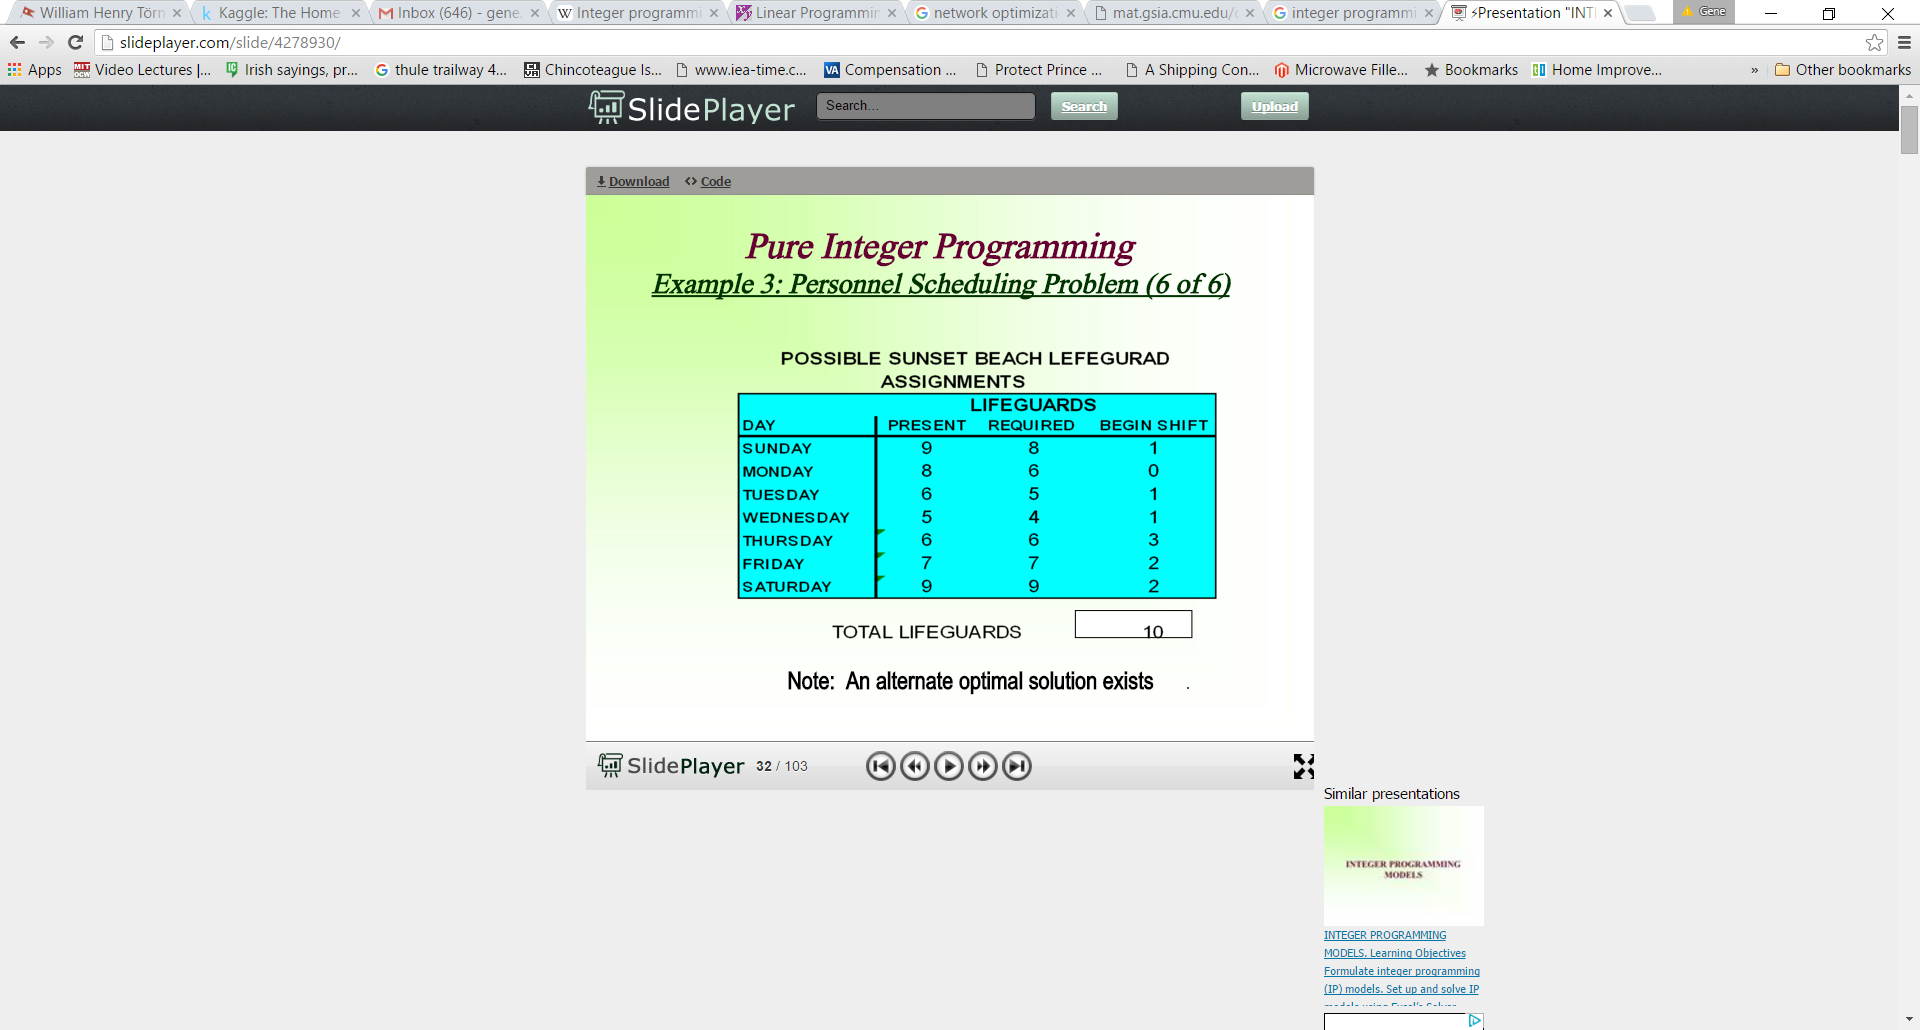 William Henry Törn
Kaggle: The Home
Inbox (646) - gene.
Integer programmi
Linear Programmin
network optimizati
mat.gsia.cmu.edu/
integer programmi
⚡Presentation "INT
Gene
slideplayer.com/slide/4278930/
Apps
Video Lectures |...
Irish sayings, pr...
thule trailway 4...
Chincoteague Is...
www.iea-time.c...
Compensation ...
Protect Prince ...
A Shipping Con...
Microwave Fille...
Bookmarks
Home Improve...
»
Other bookmarks
SlidePlayer
Search...
Search
Upload
Download
Code
Pure Integer Programming
Example 3: Personnel Scheduling Problem (6 of 6)
POSSIBLE SUNSET BEACH LEFEGURAD
ASSIGNMENTS
LIFEGUARDS
DAY PRESENT REQUIRED BEGIN SHIFT
SUNDAY 9 8 1
MONDAY 8 6 0
TUESDAY 6 5 1
WEDNESDAY 5 4 1
THURSDAY 6 6 3
FRIDAY 7 7 2
SATURDAY 9 9 2
TOTAL LIFEGUARDS 10
Note: An alternate optimal solution exists .
SlidePlayer 32 / 103
Similar presentations
INTEGER PROGRAMMING
MODELS
INTEGER PROGRAMMING
MODELS. Learning Objectives
Formulate integer programming
(IP) models. Set up and solve IP
models using Excel's Solver